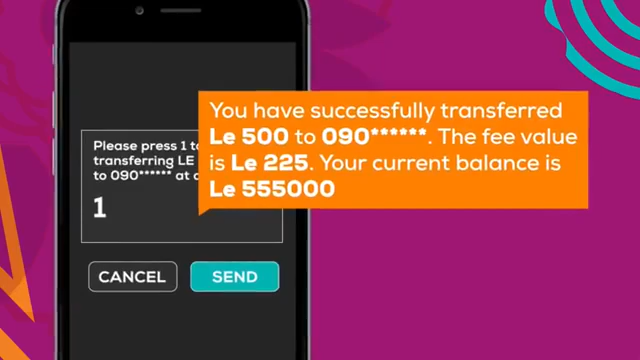 You have successfully transferred
Le 500 to 090******. The fee value
is Le 225. Your current balance is
Le 555000
Please press 1 to
transferring LE
to 090****** at
1
CANCEL
SEND